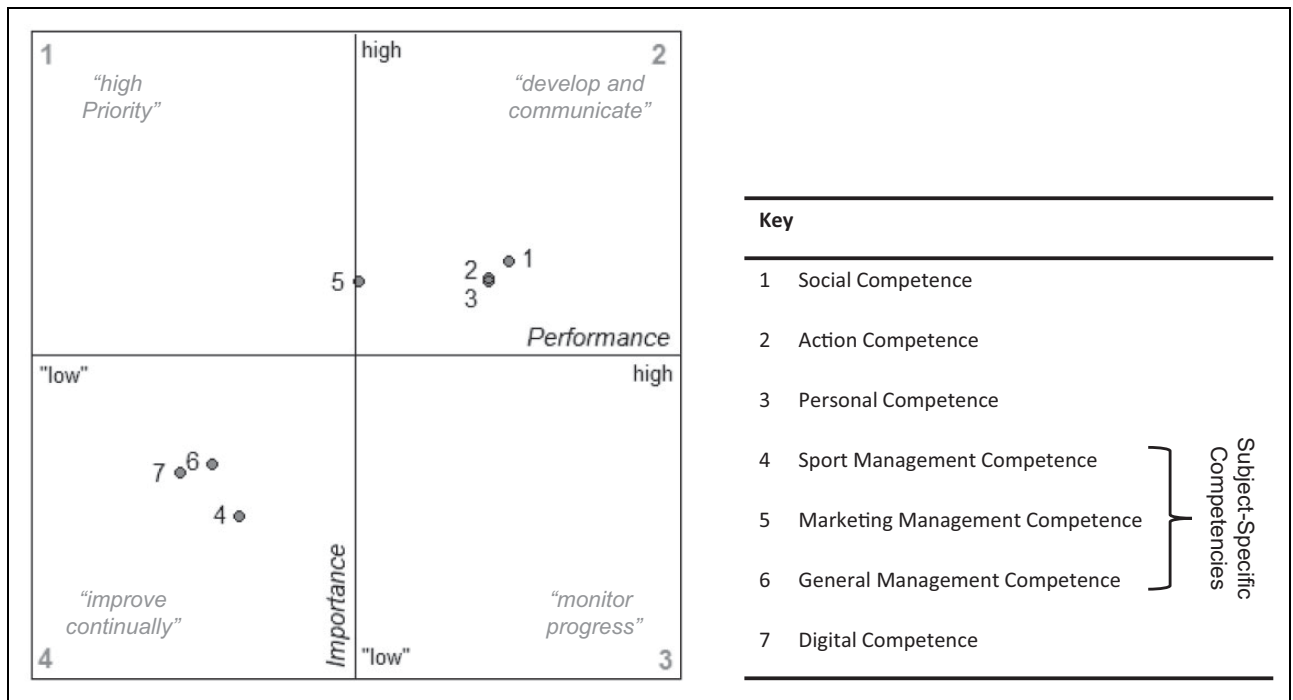 1
high
2
“high
Priority”
“develop and
communicate”
1
2
5
3
Performance
"low"
high
6
7
4
Importance
“improve
continually”
“monitor
progress”
4
"low"
3
Key
1 Social Competence
2 Action Competence
3 Personal Competence
4 Sport Management Competence
5 Marketing Management Competence
6 General Management Competence
7 Digital Competence
Subject-Specific
Competencies